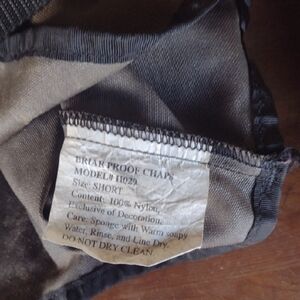 BRIAR PROOF CHAPS
MODEL# H029
Size: SHORT
Content: 100% Nylon,
Exclusive of Decoration.
Care: Sponge with Warm soapy
Water, Rinse, and Line Dry.
DO NOT DRY CLEAN